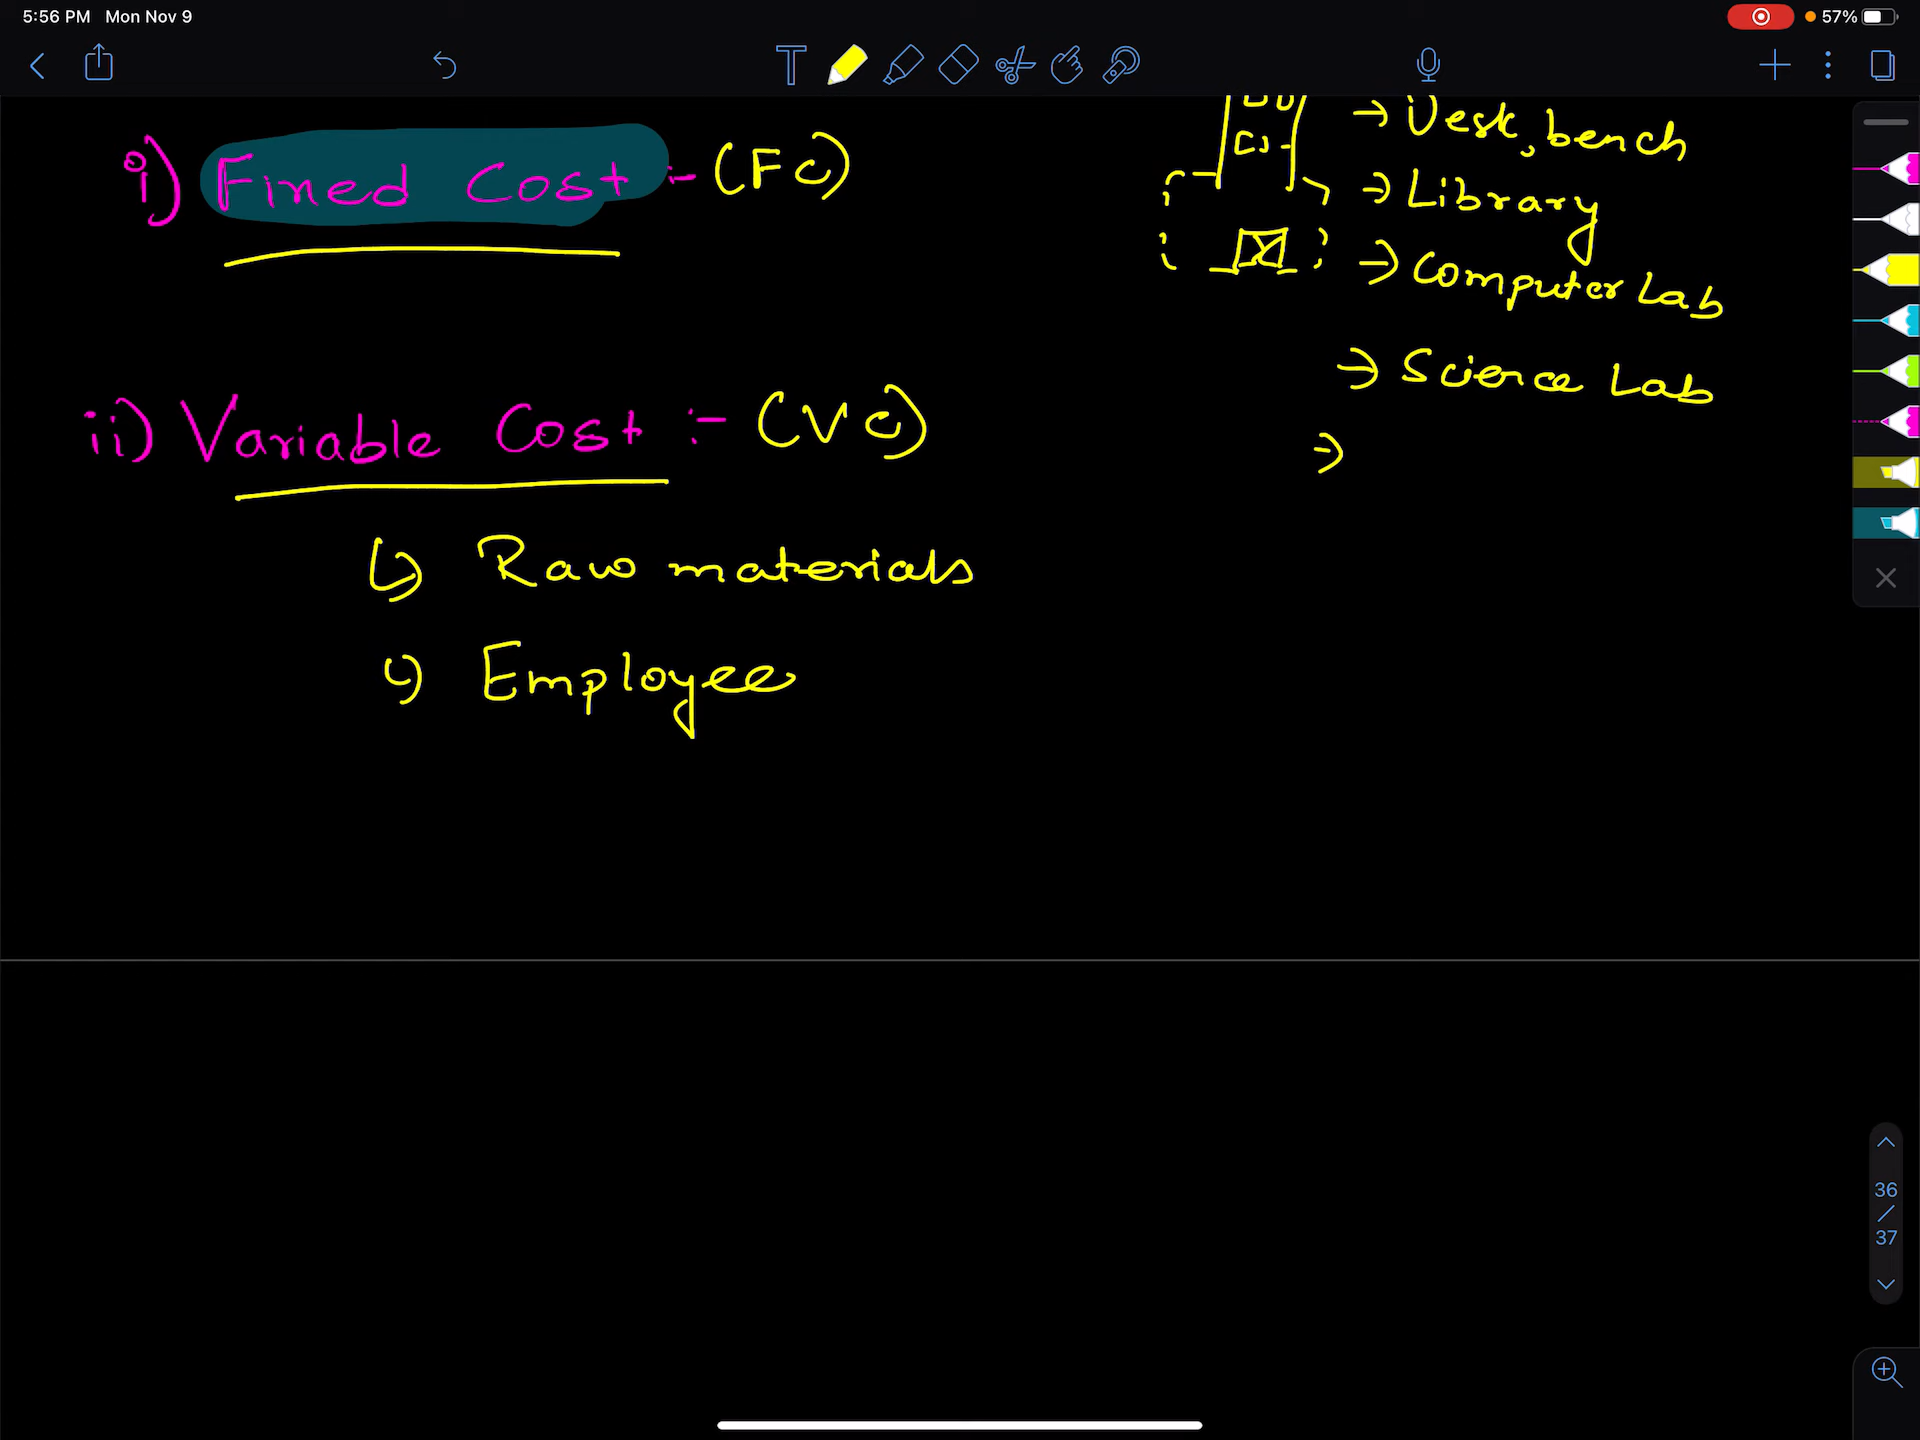 5:56 PM Mon Nov 9
57%
i) Fixed Cost :- (FC)
ii) Variable Cost :- (VC)
↳ Raw materials
↳ Employee
→ Desk, bench
→ Library
→ Computer Lab
→ Science Lab
→
36
/
37